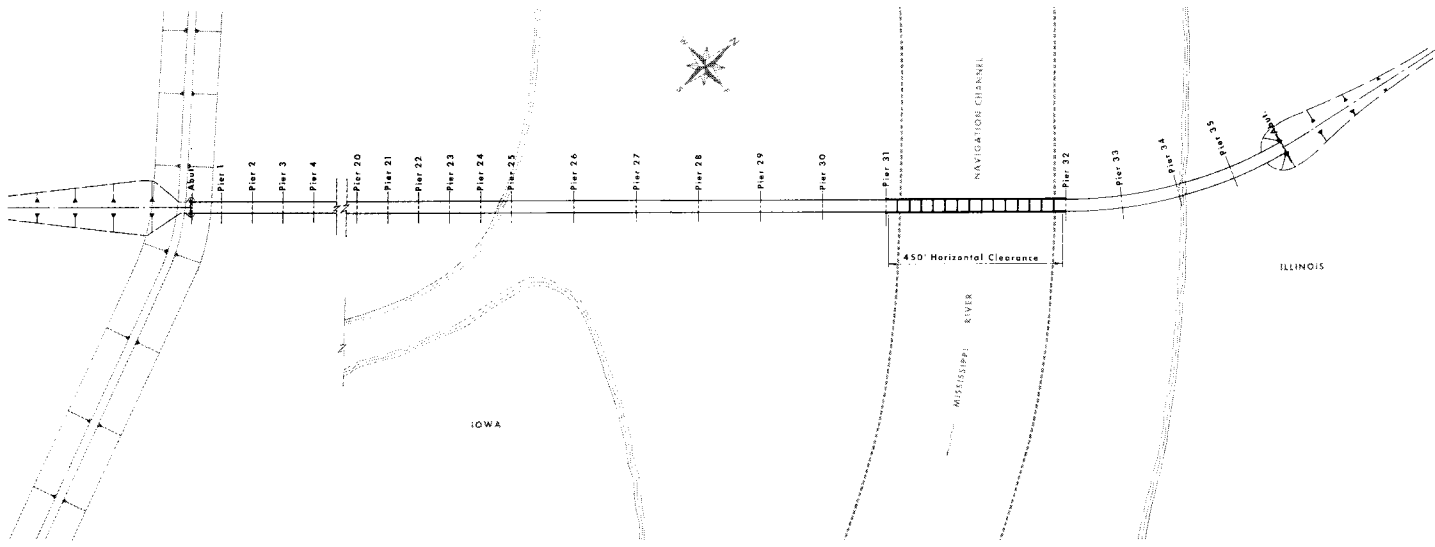 W
N
S
E
NAVIGATION CHANNEL
Abut.
Pier 1
Pier 2
Pier 3
Pier 4
Pier 20
Pier 21
Pier 22
Pier 23
Pier 24
Pier 25
Pier 26
Pier 27
Pier 28
Pier 29
Pier 30
Pier 31
Pier 32
Pier 33
Pier 34
Pier 35
Abut.
450' Horizontal Clearance
ILLINOIS
MISSISSIPPI RIVER
IOWA